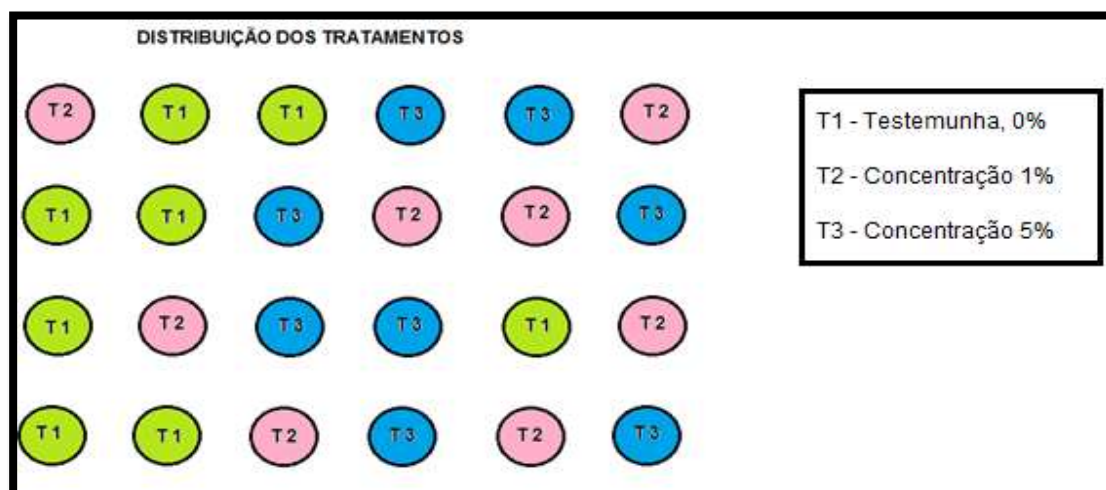 DISTRIBUIÇÃO DOS TRATAMENTOS
T2 T1 T1 T3 T3 T2
T1 T1 T3 T2 T2 T3
T1 T2 T3 T3 T1 T2
T1 T1 T2 T3 T2 T3
T1 - Testemunha, 0%
T2 - Concentração 1%
T3 - Concentração 5%